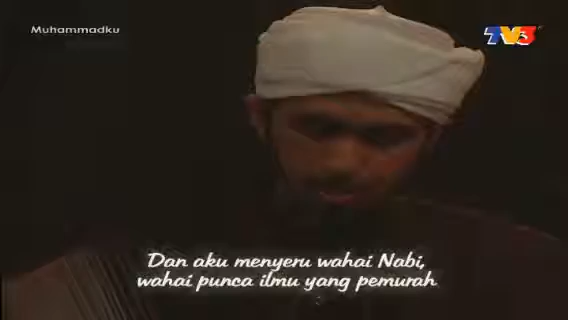 Muhammadku
TV3
Dan aku menyeru wahai Nabi,
wahai punca ilmu yang pemurah